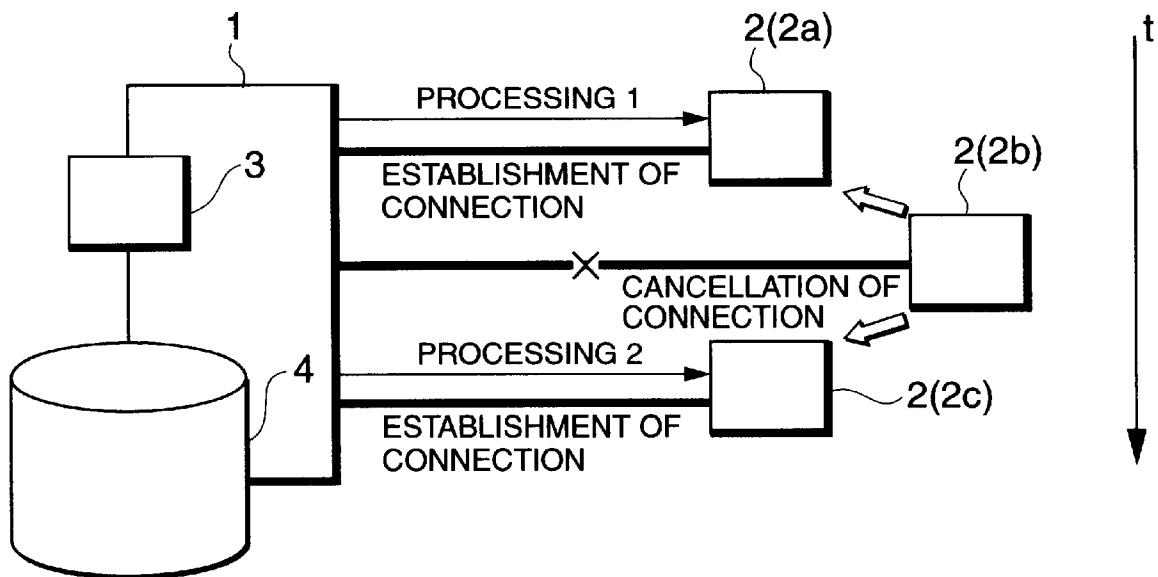 1
2(2a)
t
PROCESSING 1
3
ESTABLISHMENT OF
CONNECTION
2(2b)
CANCELLATION OF
CONNECTION
PROCESSING 2
4
2(2c)
ESTABLISHMENT OF
CONNECTION